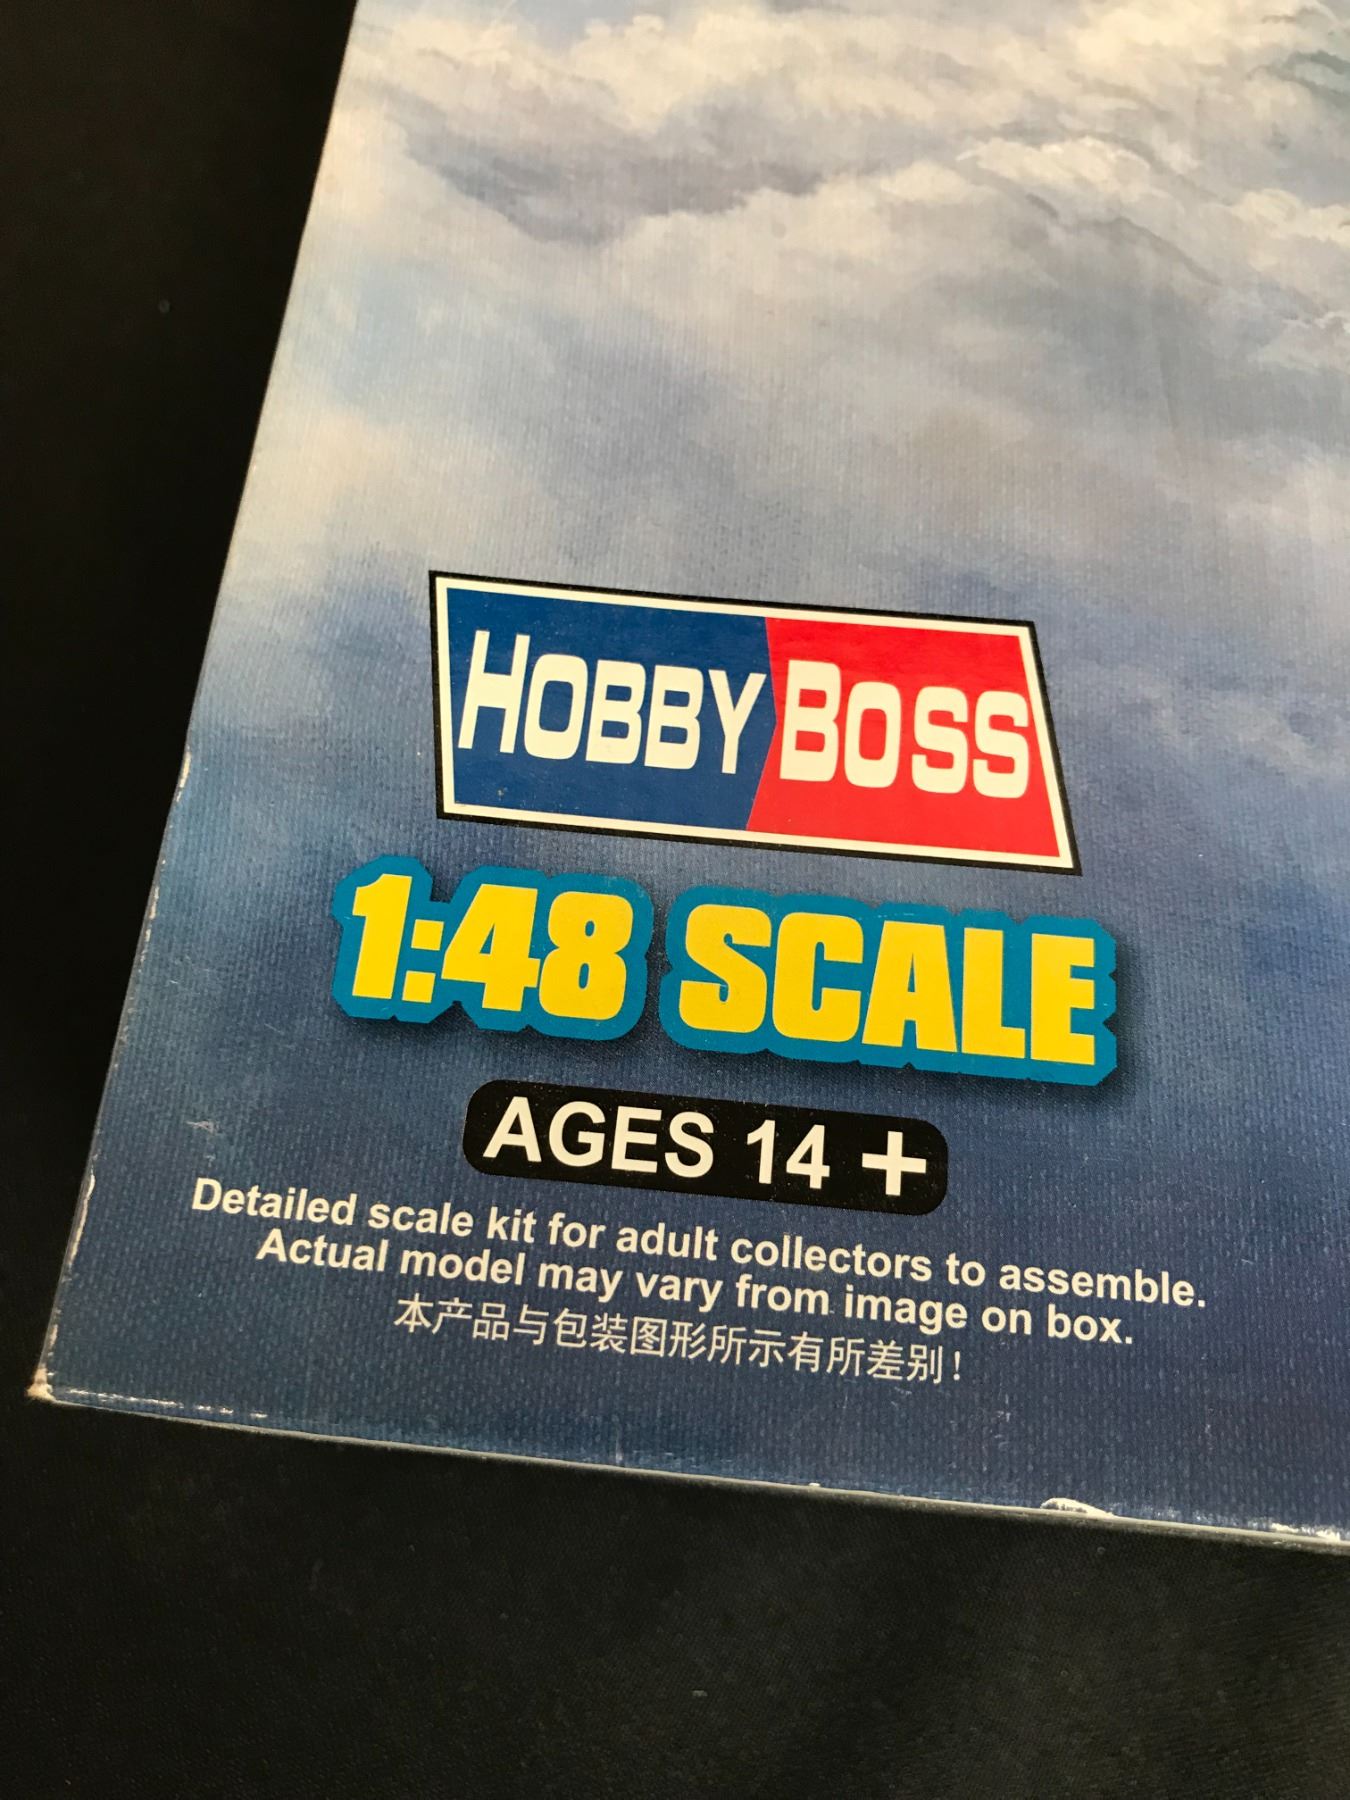 HOBBY BOSS
1:48 SCALE
AGES 14 +
Detailed scale kit for adult collectors to assemble.
Actual model may vary from image on box.
本产品与包装图形所示有所差别！